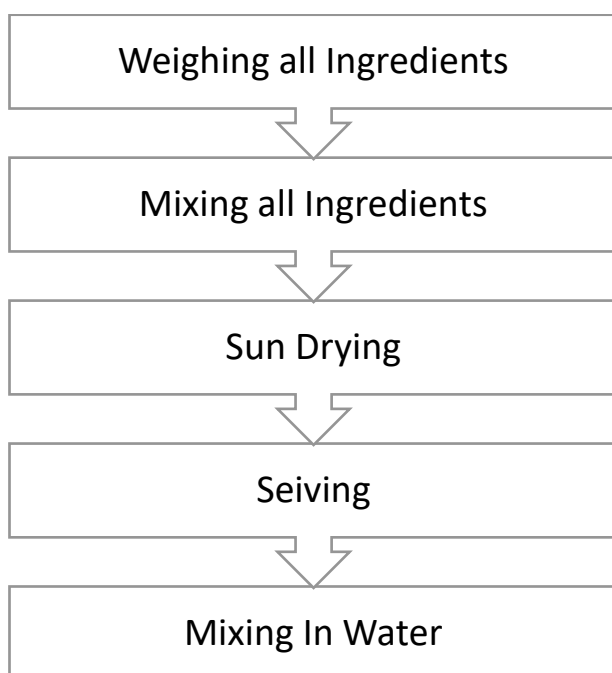 Weighing all Ingredients
Mixing all Ingredients
Sun Drying
Seiving
Mixing In Water